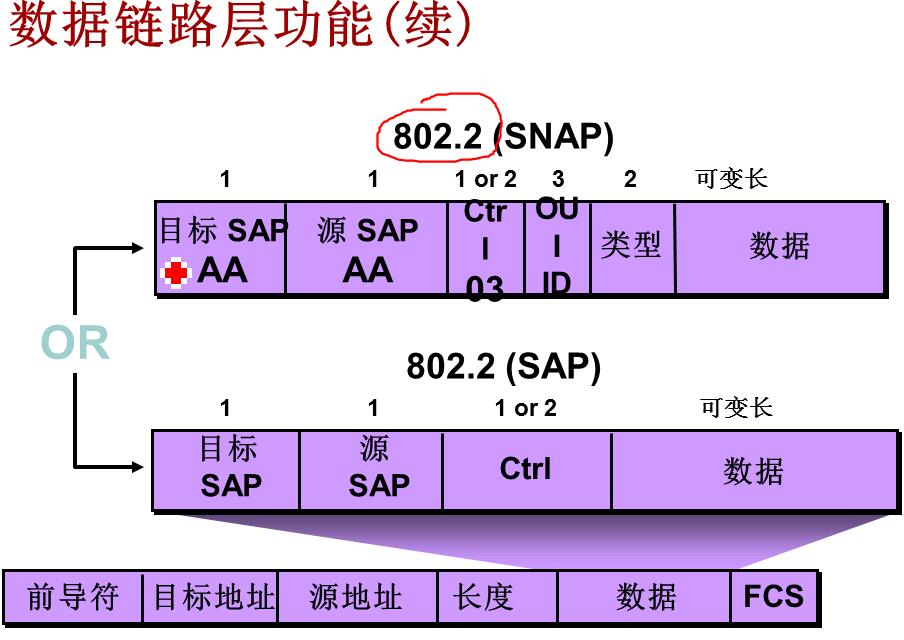 数据链路层功能(续)
802.2 (SNAP)
1 1 1 or 2 3 2 可变长
目标 SAP
AA
源 SAP
AA
Ctr
l
03
OU
I
ID
类型
数据
OR
802.2 (SAP)
1 1 1 or 2 可变长
目标
SAP
源
SAP
Ctrl
数据
前导符 目标地址 源地址 长度 数据 FCS